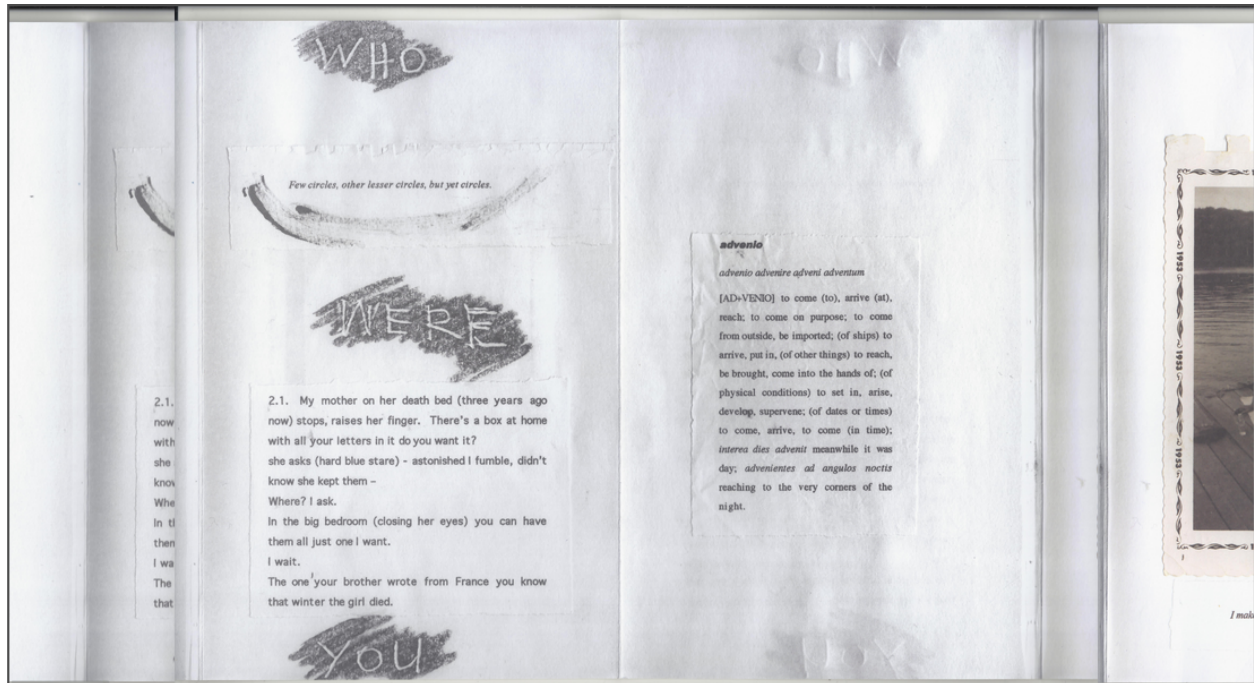 WHO
Few circles, other lesser circles, but yet circles.
WERE
2.1.
now
with
she
know
Whe
In th
them
I wa
The
that
2.1. My mother on her death bed (three years ago
now) stops, raises her finger. There's a box at home
with all your letters in it do you want it?
she asks (hard blue stare) - astonished I fumble, didn't
know she kept them –
Where? I ask.
In the big bedroom (closing her eyes) you can have
them all just one I want.
I wait.
The one your brother wrote from France you know
that winter the girl died.
YOU
WHO
advenio
advenio advenire adveni adventum
[AD+VENIO] to come (to), arrive (at),
reach; to come on purpose; to come
from outside, be imported; (of ships) to
arrive, put in, (of other things) to reach,
be brought, come into the hands of; (of
physical conditions) to set in, arise,
develop, supervene; (of dates or times)
to come, arrive, to come (in time);
interea dies advenit meanwhile it was
day; advenientes ad angulos noctis
reaching to the very corners of the
night.
YOU
1953
1953
1953
1953
I mak